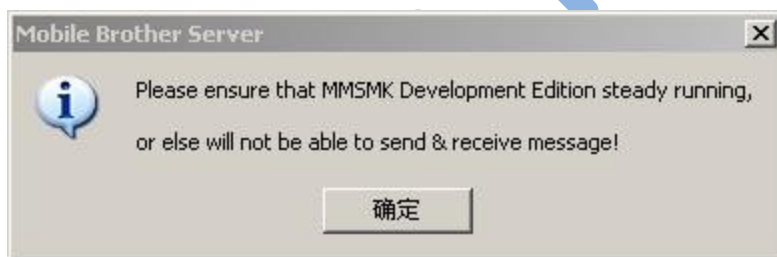 Mobile Brother Server
Please ensure that MMSMK Development Edition steady running,
or else will not be able to send & receive message!
确定